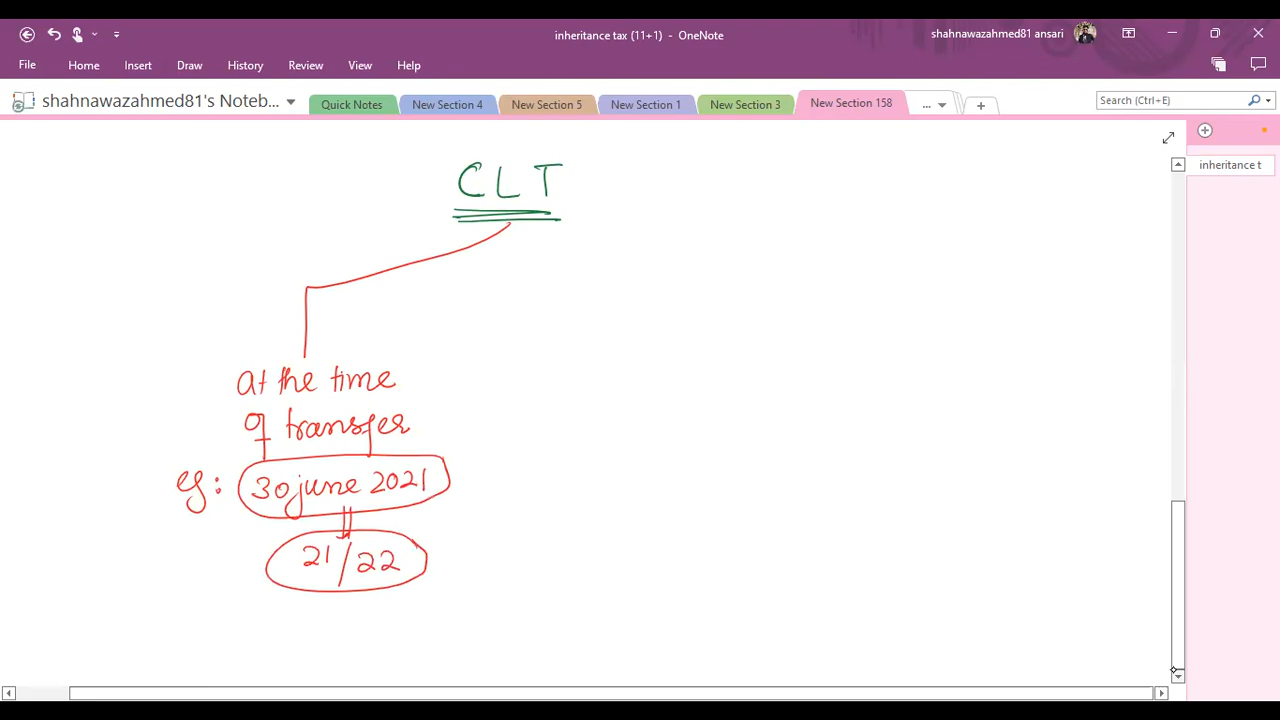 inheritance tax (11+1) - OneNote
shahnawazahmed81 ansari
File
Home
Insert
Draw
History
Review
View
Help
shahnawazahmed81's Noteb...
Quick Notes
New Section 4
New Section 5
New Section 1
New Section 3
New Section 158
...
Search (Ctrl+E)
inheritance t
CLT
at the time
of transfer
eg: 30 june 2021
21/22